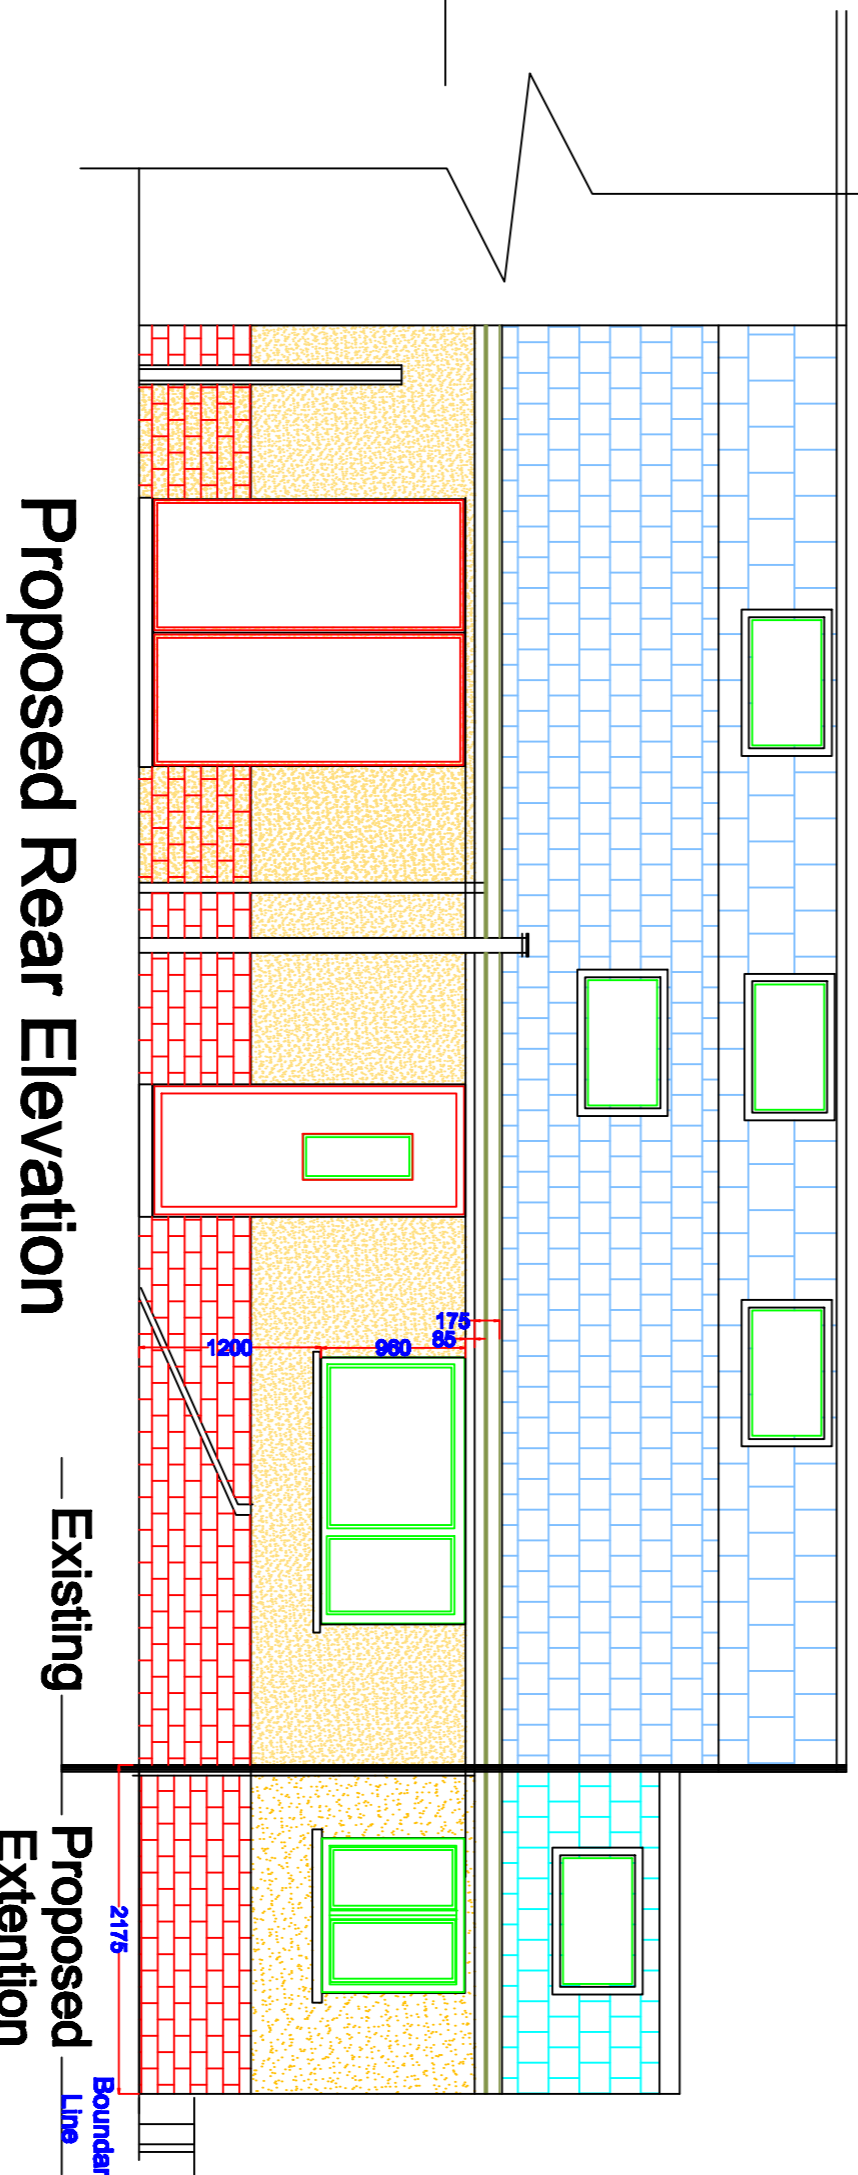 175
85
1200
960
2175
Proposed Rear Elevation
Existing
Proposed
Extention
Boundar
Line